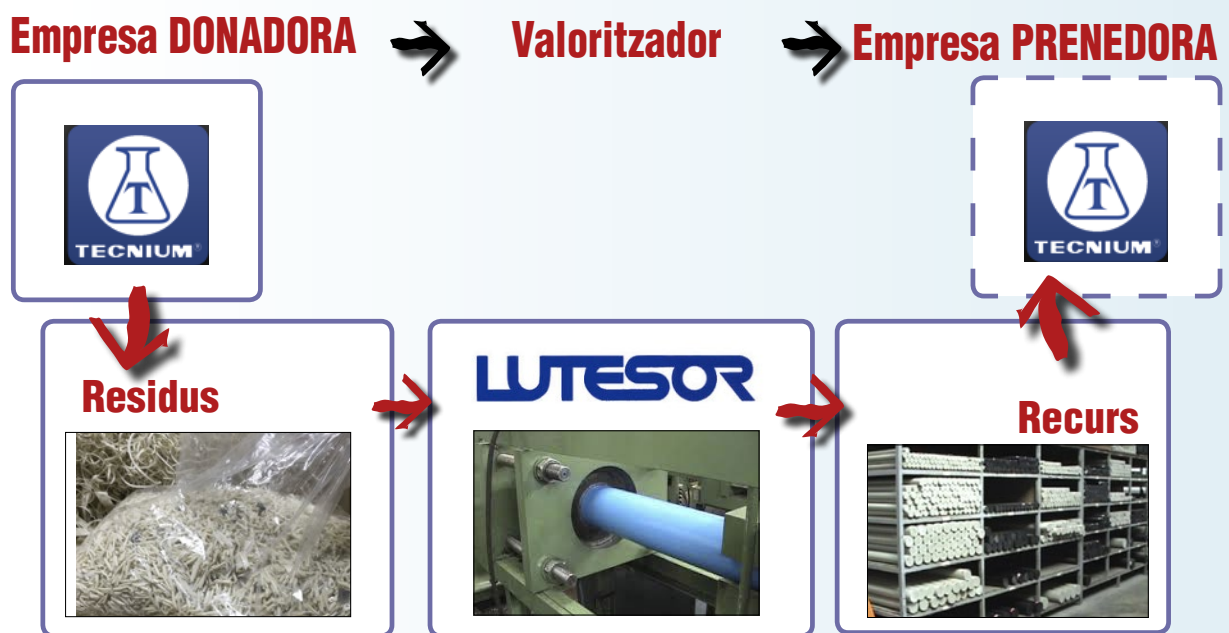 Empresa DONADORA
Valoritzador
Empresa PRENEDORA
TECNIUM®
TECNIUM®
Residus
LUTESOR
Recurs